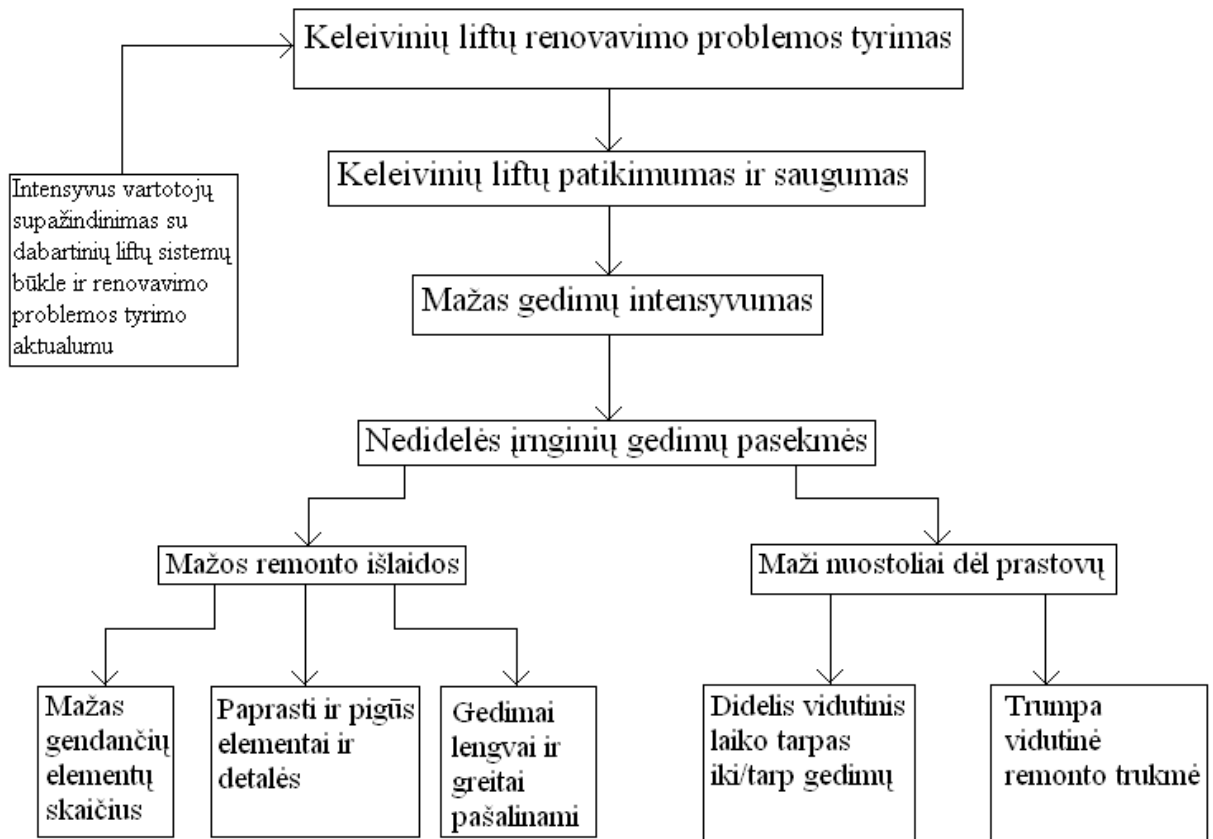 Keleivinių liftų renovavimo problemos tyrimas
Keleivinių liftų patikimumas ir saugumas
Intensyvus vartotojų
supažindinimas su
dabartinių liftų sistemų
būkle ir renovavimo
problemos tyrimo
aktualumu
Mažas gedimų intensyvumas
Nedidelės įrnginių gedimų pasekmės
Mažos remonto išlaidos
Maži nuostoliai dėl prastovų
Mažas
gendančių
elementų
skaičius
Paprasti ir pigūs
elementai ir
detalės
Gedimai
lengvai ir
greitai
pašalinami
Didelis vidutinis
laiko tarpas
iki/tarp gedimų
Trumpa
vidutinė
remonto trukmė